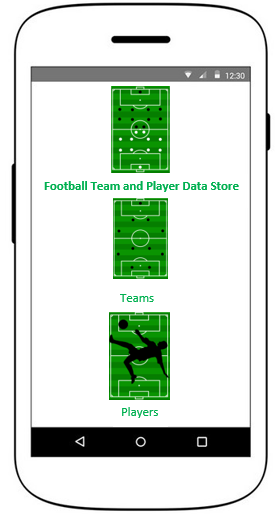 12:30
Football Team and Player Data Store
Teams
Players